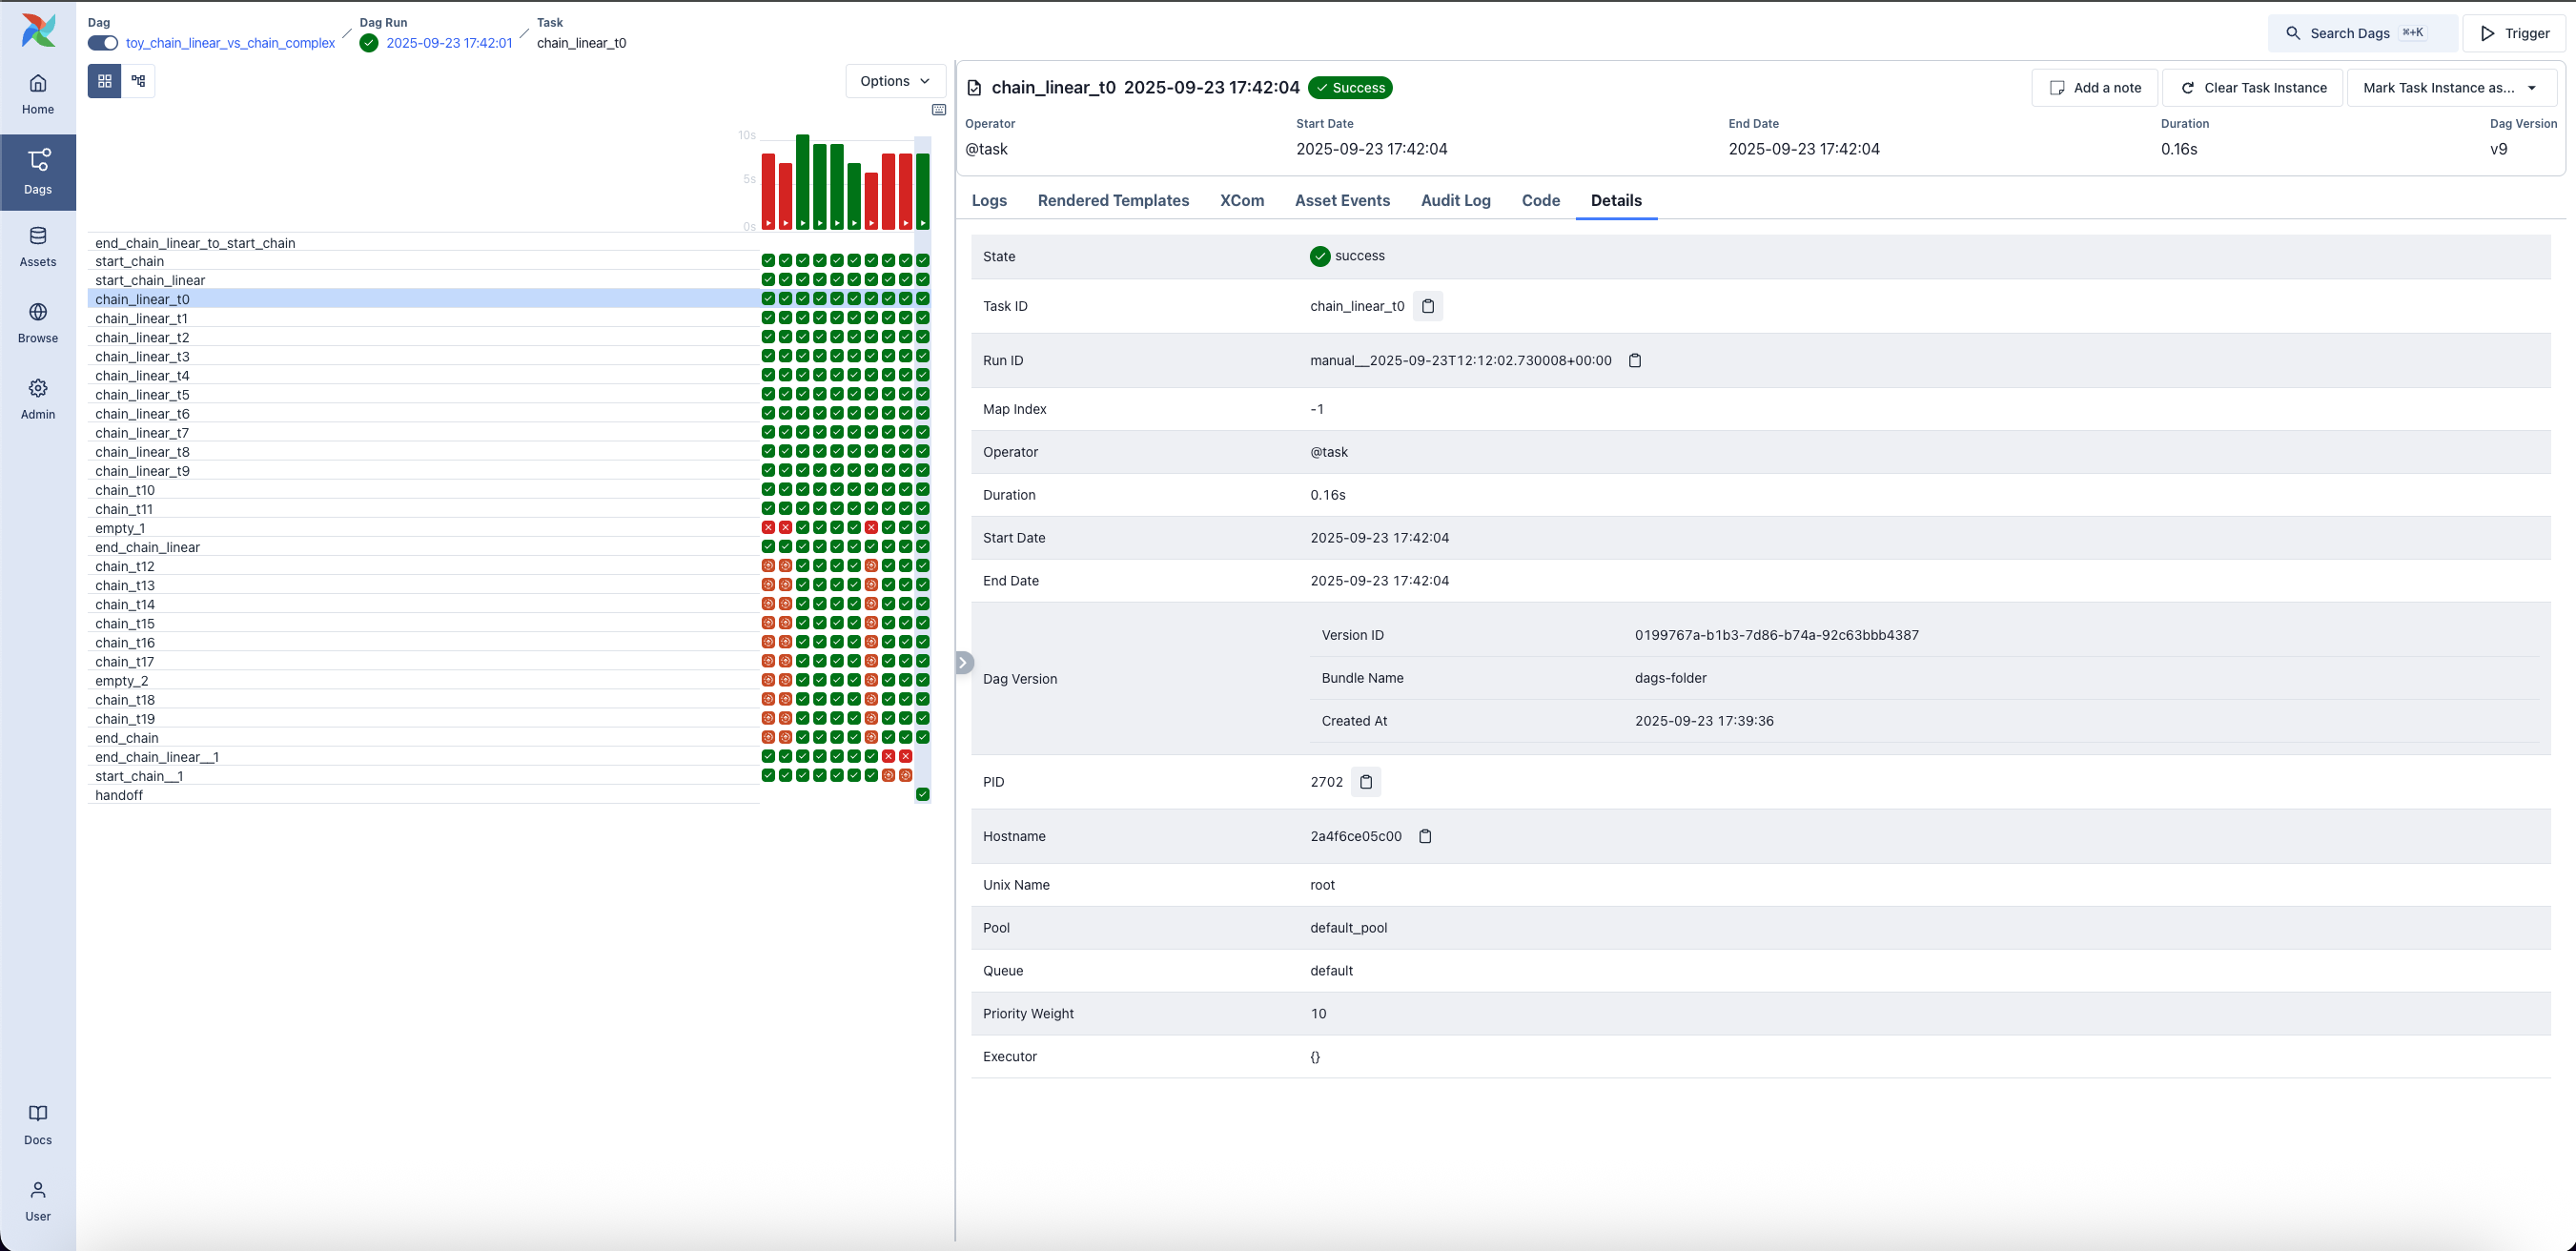 Dag
toy_chain_linear_vs_chain_complex
Dag Run
2025-09-23 17:42:01
Task
chain_linear_t0
Search Dags ⌘+K
Trigger
Home
Dags
Assets
Browse
Admin
Docs
User
Options
10s
5s
0s
end_chain_linear_to_start_chain
start_chain
start_chain_linear
chain_linear_t0
chain_linear_t1
chain_linear_t2
chain_linear_t3
chain_linear_t4
chain_linear_t5
chain_linear_t6
chain_linear_t7
chain_linear_t8
chain_linear_t9
chain_t10
chain_t11
empty_1
end_chain_linear
chain_t12
chain_t13
chain_t14
chain_t15
chain_t16
chain_t17
empty_2
chain_t18
chain_t19
end_chain
end_chain_linear__1
start_chain__1
handoff
chain_linear_t0 2025-09-23 17:42:04 Success
Add a note
Clear Task Instance
Mark Task Instance as...
Operator Start Date End Date Duration Dag Version
@task 2025-09-23 17:42:04 2025-09-23 17:42:04 0.16s v9
Logs Rendered Templates XCom Asset Events Audit Log Code Details
State success
Task ID chain_linear_t0
Run ID manual__2025-09-23T12:12:02.730008+00:00
Map Index -1
Operator @task
Duration 0.16s
Start Date 2025-09-23 17:42:04
End Date 2025-09-23 17:42:04
Dag Version
Version ID 0199767a-b1b3-7d86-b74a-92c63bbb4387
Bundle Name dags-folder
Created At 2025-09-23 17:39:36
PID 2702
Hostname 2a4f6ce05c00
Unix Name root
Pool default_pool
Queue default
Priority Weight 10
Executor {}